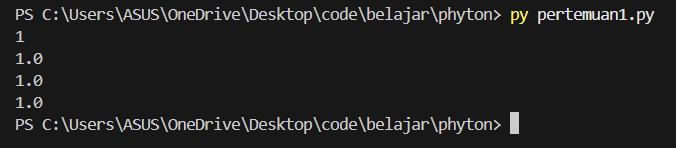 PS C:\Users\ASUS\OneDrive\Desktop\code\belajar\phyton> py pertemuan1.py
1
1.0
1.0
1.0
PS C:\Users\ASUS\OneDrive\Desktop\code\belajar\phyton>